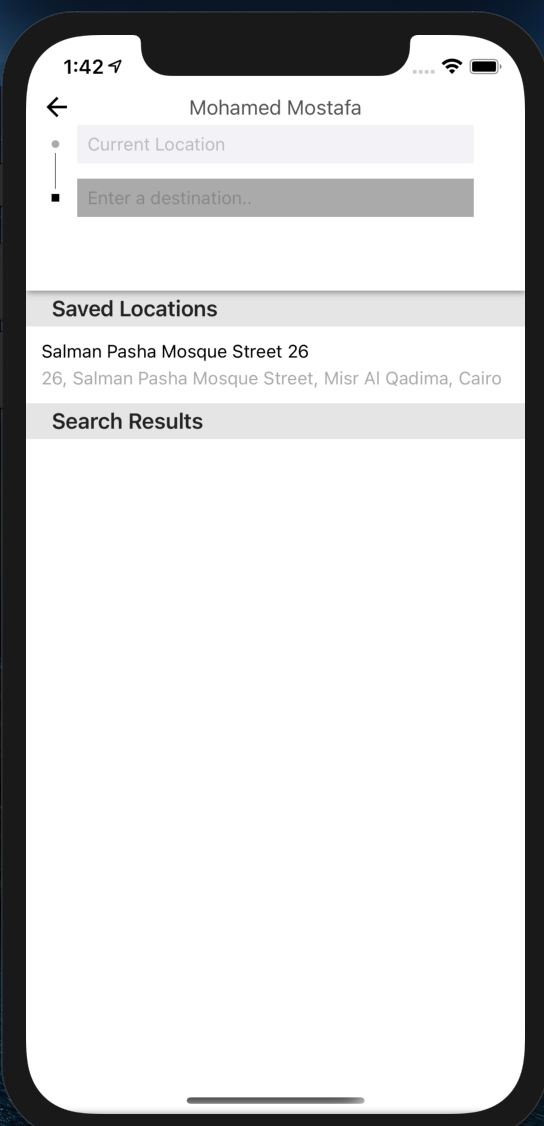 1:42
Mohamed Mostafa
Current Location
Enter a destination..
Saved Locations
Salman Pasha Mosque Street 26
26, Salman Pasha Mosque Street, Misr Al Qadima, Cairo
Search Results